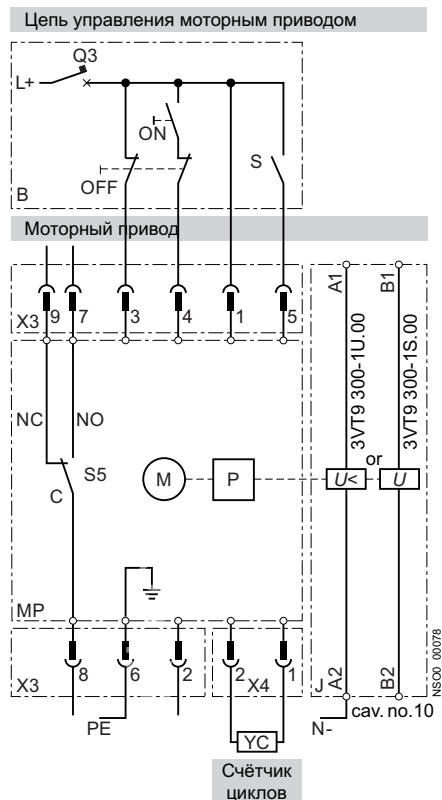 Цепь управления моторным приводом
Q3
L+
ON
S
OFF
B
Моторный привод
X3
9
7
3
4
1
5
A1
B1
3VT9 300-1U.00
3VT9 300-1S.00
or
NC
NO
S5
C
M
P
U<
U
MP
8
6
2
X3
2
1
X4
J
A2
B2
NSO0_00078
cav. no.10
PE
N-
YC
Счётчик
циклов